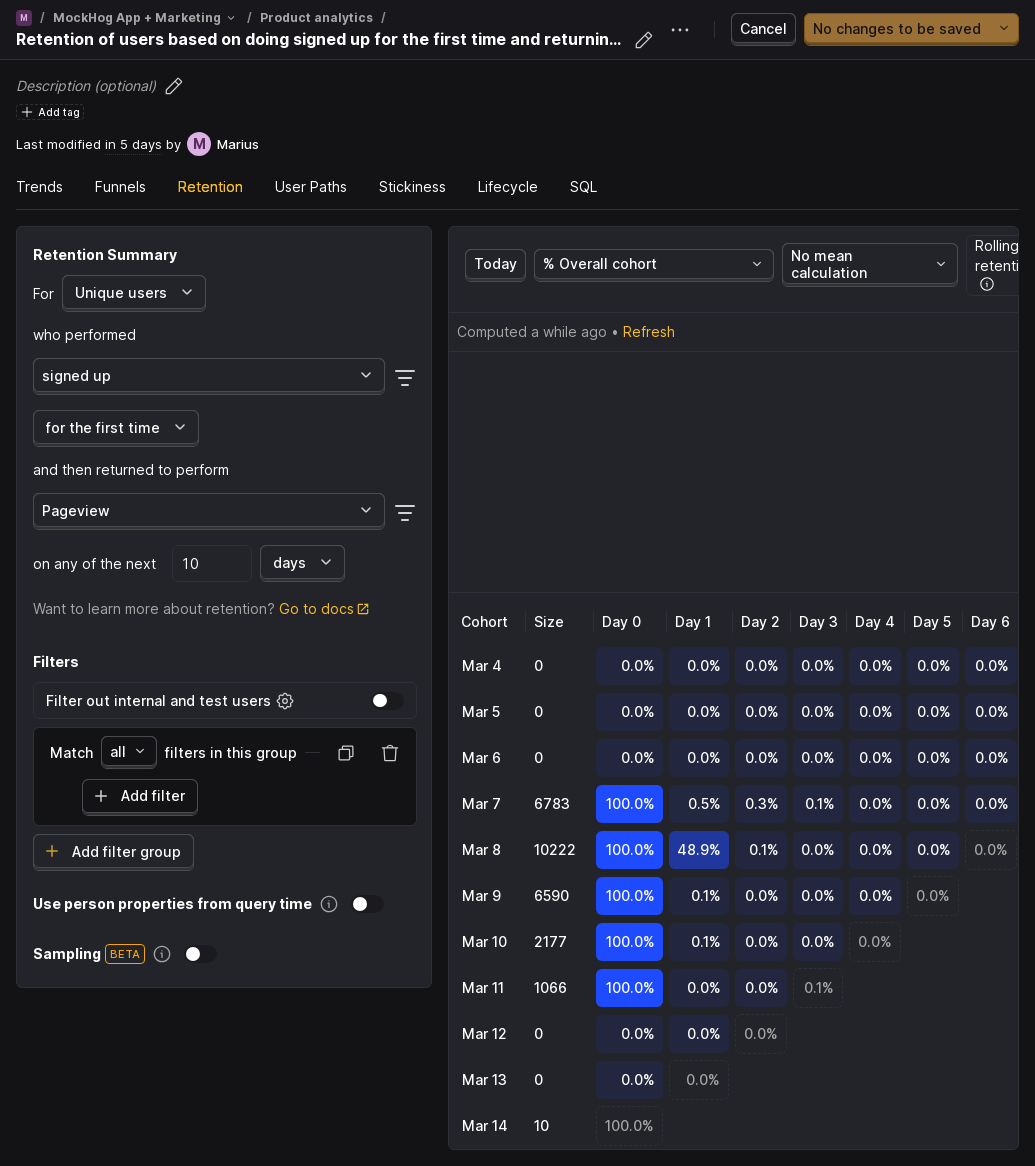 M / MockHog App + Marketing / Product analytics /
Retention of users based on doing signed up for the first time and returnin...
Cancel
No changes to be saved
Description (optional)
Add tag
Last modified in 5 days by M Marius
Trends Funnels Retention User Paths Stickiness Lifecycle SQL
Retention Summary
For Unique users
who performed
signed up
for the first time
and then returned to perform
Pageview
on any of the next 10 days
Want to learn more about retention? Go to docs
Filters
Filter out internal and test users
Match all filters in this group
Add filter
Add filter group
Use person properties from query time
Sampling BETA
Today % Overall cohort
No mean
calculation
Rolling
retenti
Computed a while ago • Refresh
Cohort Size Day 0 Day 1 Day 2 Day 3 Day 4 Day 5 Day 6
Mar 4 0 0.0% 0.0% 0.0% 0.0% 0.0% 0.0% 0.0%
Mar 5 0 0.0% 0.0% 0.0% 0.0% 0.0% 0.0% 0.0%
Mar 6 0 0.0% 0.0% 0.0% 0.0% 0.0% 0.0% 0.0%
Mar 7 6783 100.0% 0.5% 0.3% 0.1% 0.0% 0.0% 0.0%
Mar 8 10222 100.0% 48.9% 0.1% 0.0% 0.0% 0.0% 0.0%
Mar 9 6590 100.0% 0.1% 0.0% 0.0% 0.0% 0.0%
Mar 10 2177 100.0% 0.1% 0.0% 0.0% 0.0%
Mar 11 1066 100.0% 0.0% 0.0% 0.1%
Mar 12 0 0.0% 0.0% 0.0%
Mar 13 0 0.0% 0.0%
Mar 14 10 100.0%